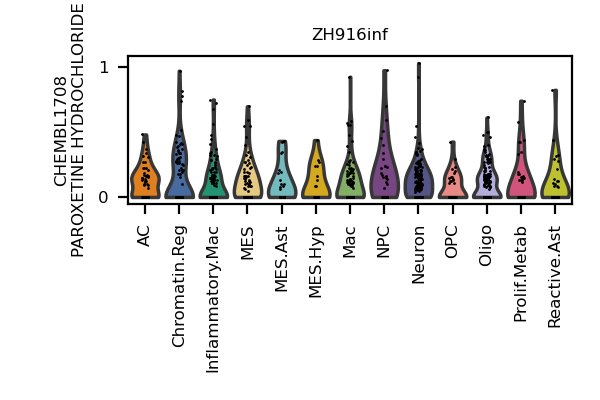 ZH916inf
CHEMBL1708
PAROXETINE HYDROCHLORIDE
1
0
AC
Chromatin.Reg
Inflammatory.Mac
MES
MES.Ast
MES.Hyp
Mac
NPC
Neuron
OPC
Oligo
Prolif.Metab
Reactive.Ast